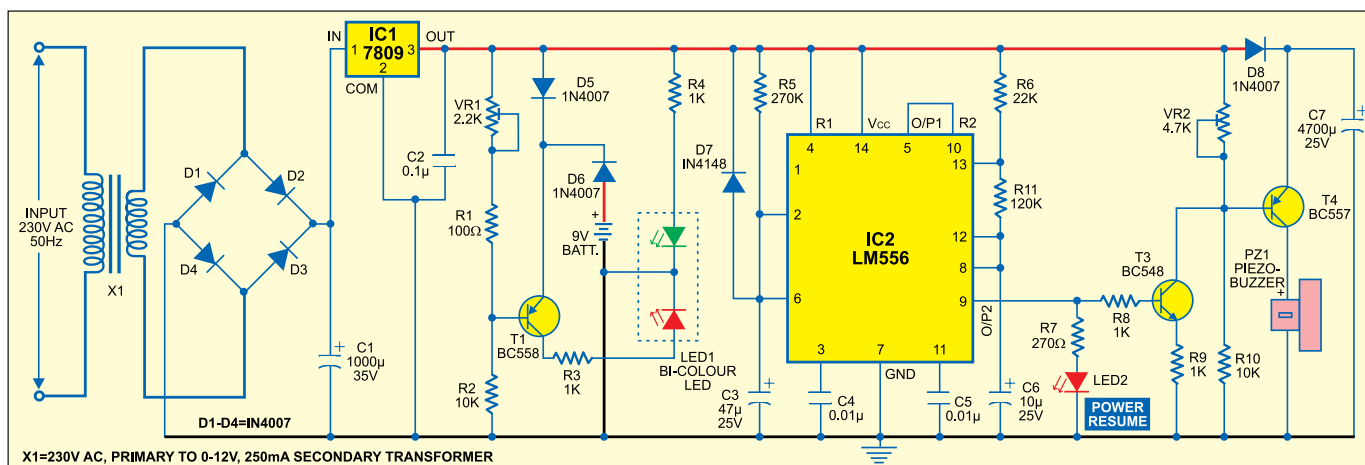 INPUT
230V AC
50Hz
X1
D1
D2
D4
D3
D1-D4=IN4007
C1
1000µ
35V
IN
IC1
OUT
1 7809 3
2
COM
C2
0.1µ
VR1
2.2K
R1
100Ω
R2
10K
D5
1N4007
D6
1N4007
+
9V
BATT.
T1
BC558
R3
1K
R4
1K
LED1
BI-COLOUR
LED
D7
IN4148
R5
270K
C3
47µ
25V
+
R1
Vcc
O/P1
R2
4
14
5
10
1
2
6
13
12
8
9
IC2
LM556
3
7
11
GND
O/P2
C4
0.01µ
C5
0.01µ
R6
22K
R11
120K
C6
10µ
25V
+
R7
270Ω
LED2
POWER
RESUME
R8
1K
T3
BC548
R9
1K
R10
10K
VR2
4.7K
D8
1N4007
C7
4700µ
25V
+
T4
BC557
PZ1
PIEZO-
BUZZER
+
X1=230V AC, PRIMARY TO 0-12V, 250mA SECONDARY TRANSFORMER